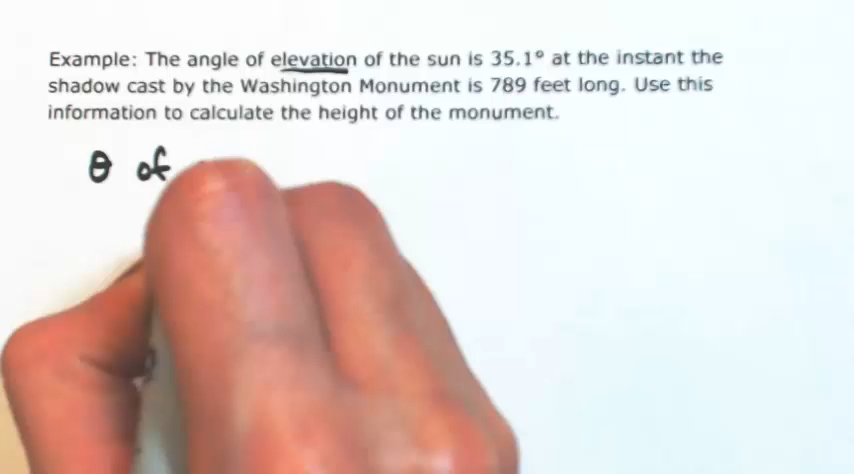 Example: The angle of elevation of the sun is 35.1° at the instant the
shadow cast by the Washington Monument is 789 feet long. Use this
information to calculate the height of the monument.
θ of